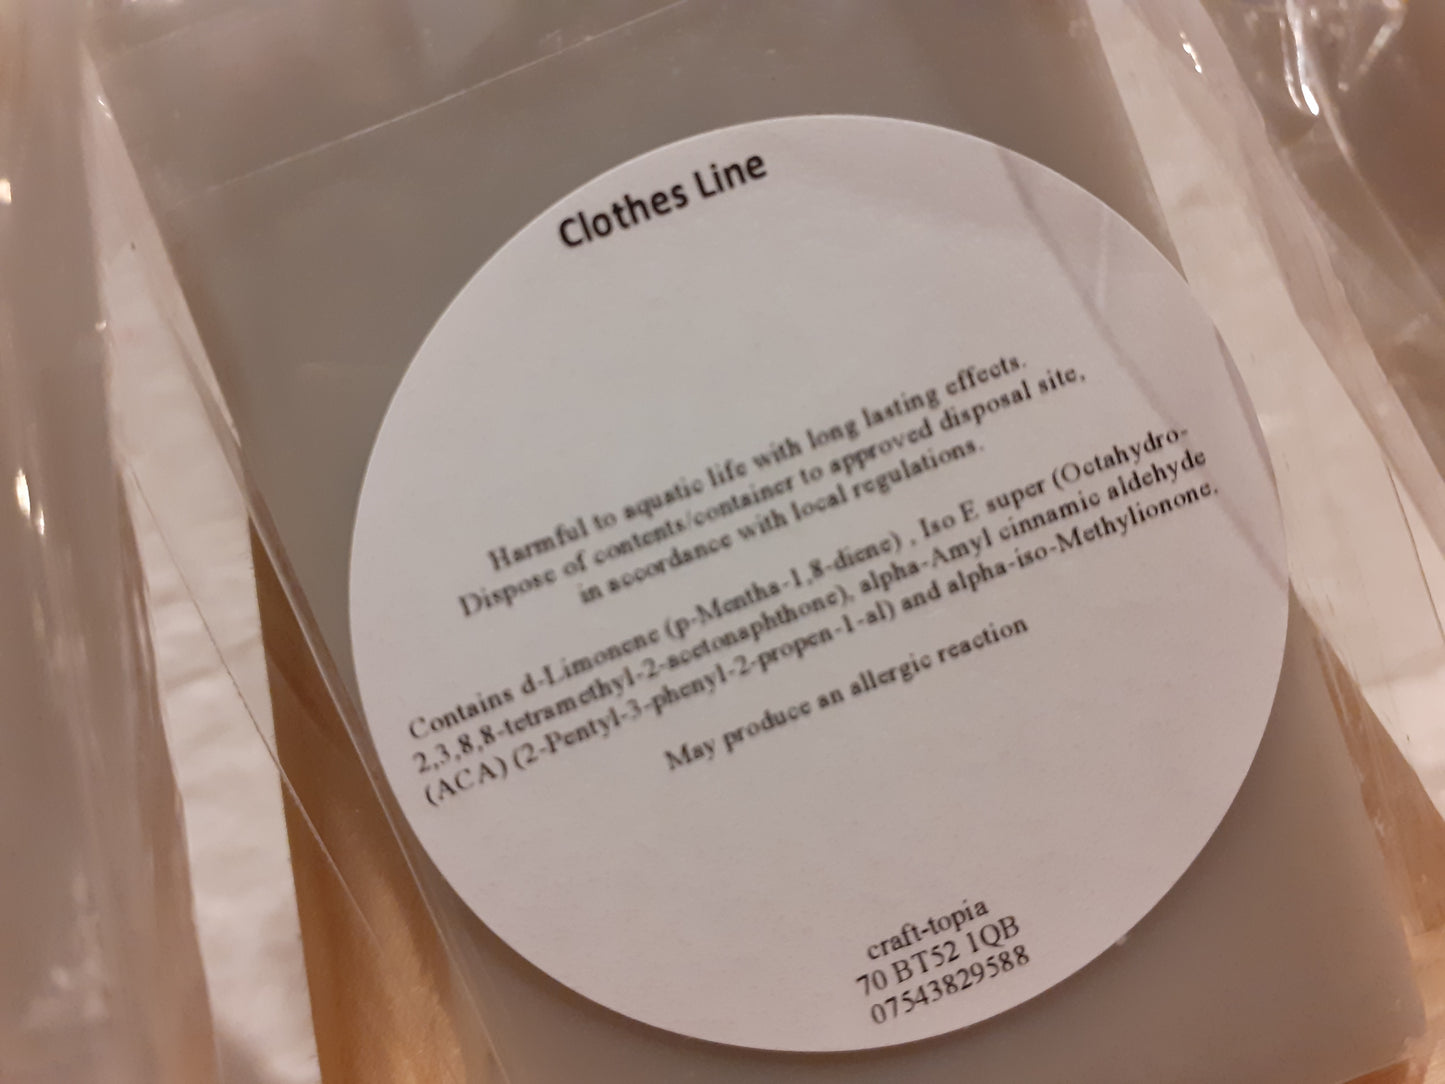 Clothes Line
Harmful to aquatic life with long lasting effects.
Dispose of contents/container to approved disposal site,
in accordance with local regulations.
Contains d-Limonene (p-Mentha-1,8-diene) , Iso E super (Octahydro-
2,3,8,8-tetramethyl-2-acetonaphthone), alpha-Amyl cinnamic aldehyde
(ACA) (2-Pentyl-3-phenyl-2-propen-1-al) and alpha-iso-Methylionone.
May produce an allergic reaction
craft-topia
70 BT52 1QB
07543829588